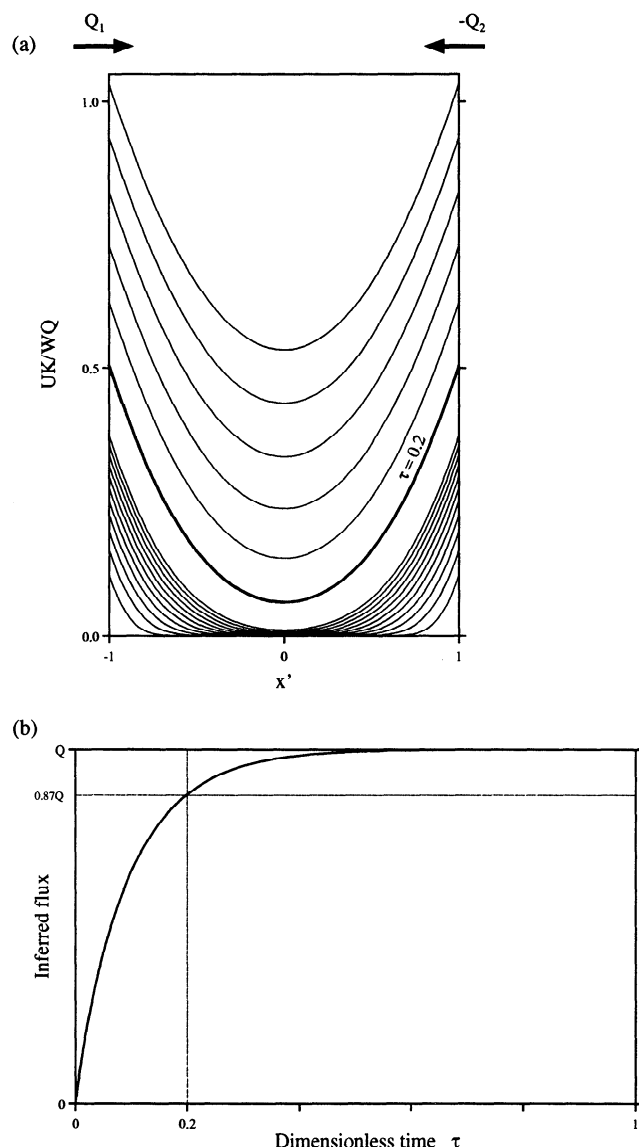 Q1 -Q2
(a)
1.0
UK/WQ
0.5
τ = 0.2
0.0
-1 0 1
x'
(b)
Q
0.87Q
Inferred flux
0
0 0.2 1
Dimensionless time τ